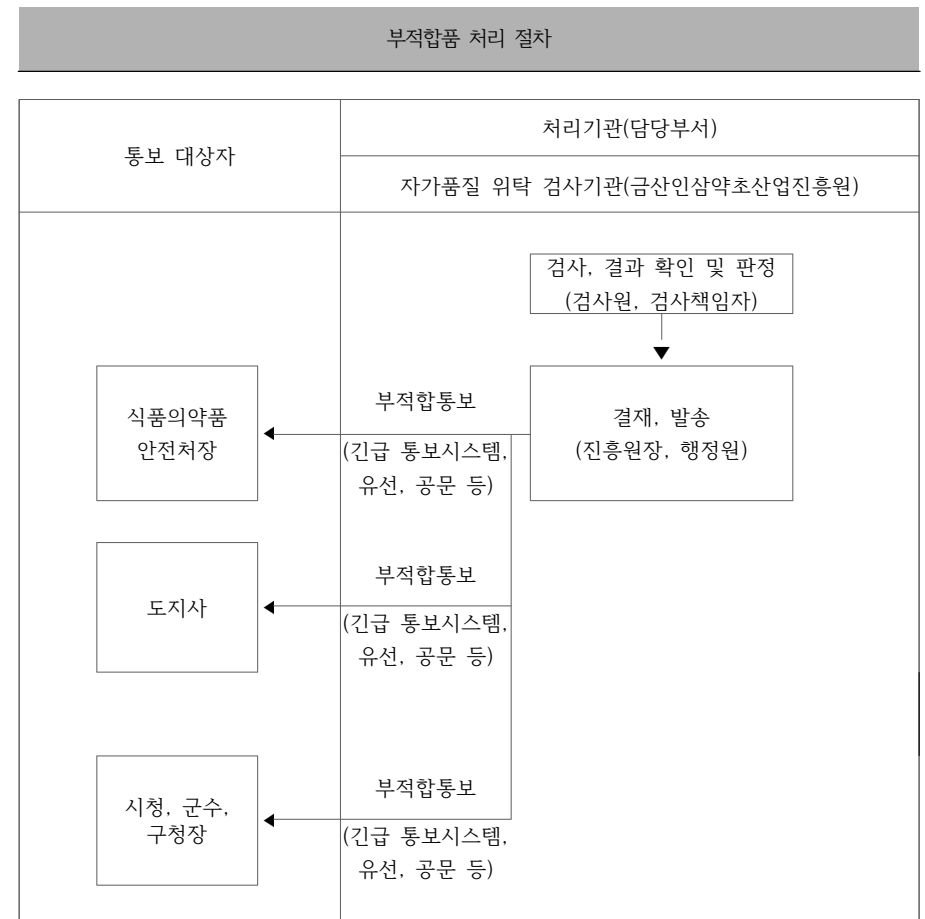 부적합품 처리 절차
통보 대상자
처리기관(담당부서)
자가품질 위탁 검사기관(금산인삼약초산업진흥원)
검사, 결과 확인 및 판정
(검사원, 검사책임자)
결재, 발송
(진흥원장, 행정원)
식품의약품
안전처장
부적합통보
(긴급 통보시스템,
유선, 공문 등)
도지사
부적합통보
(긴급 통보시스템,
유선, 공문 등)
시청, 군수,
구청장
부적합통보
(긴급 통보시스템,
유선, 공문 등)